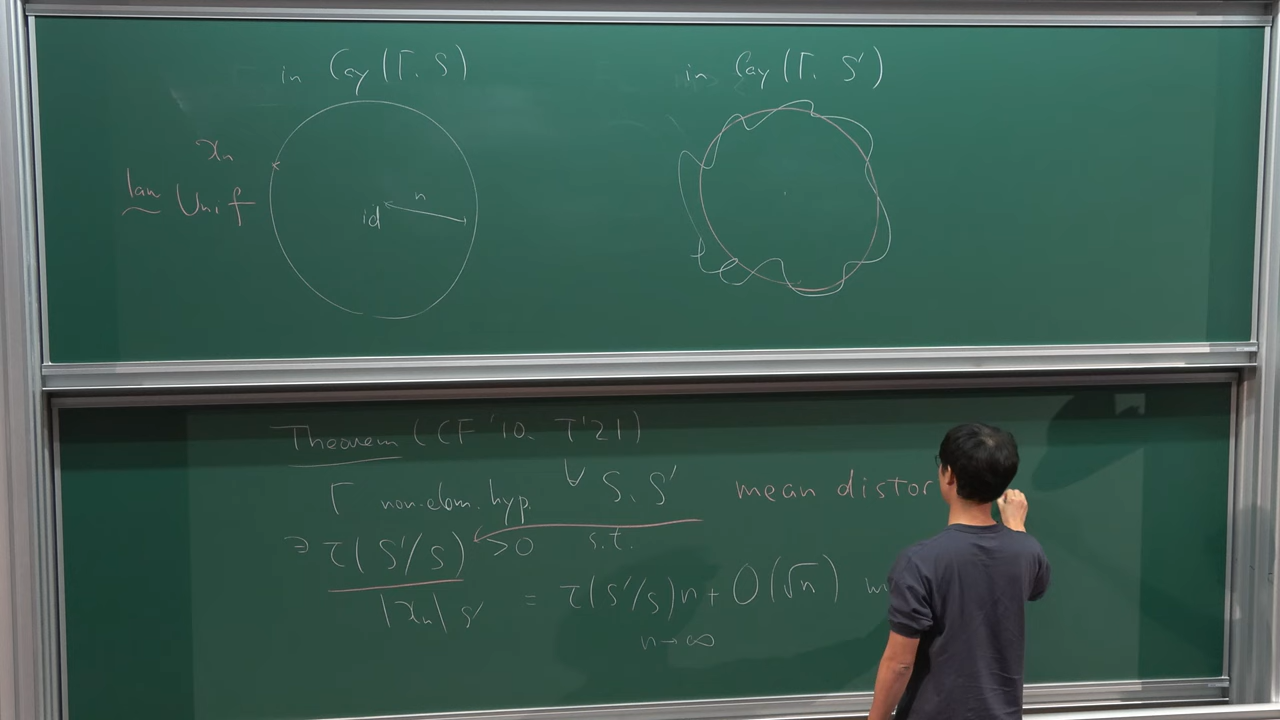 in Cay (Γ, S)
in Cay (Γ, S')
x_n
law Unif
id
n
Theorem (CF '10, T '21)
Γ non-elem. hyp. ∀ S, S'
mean distor
∃ τ(S'/S) > 0 s.t.
|x_n|_{S'} = τ(S'/S) n + O(√n)
n → ∞